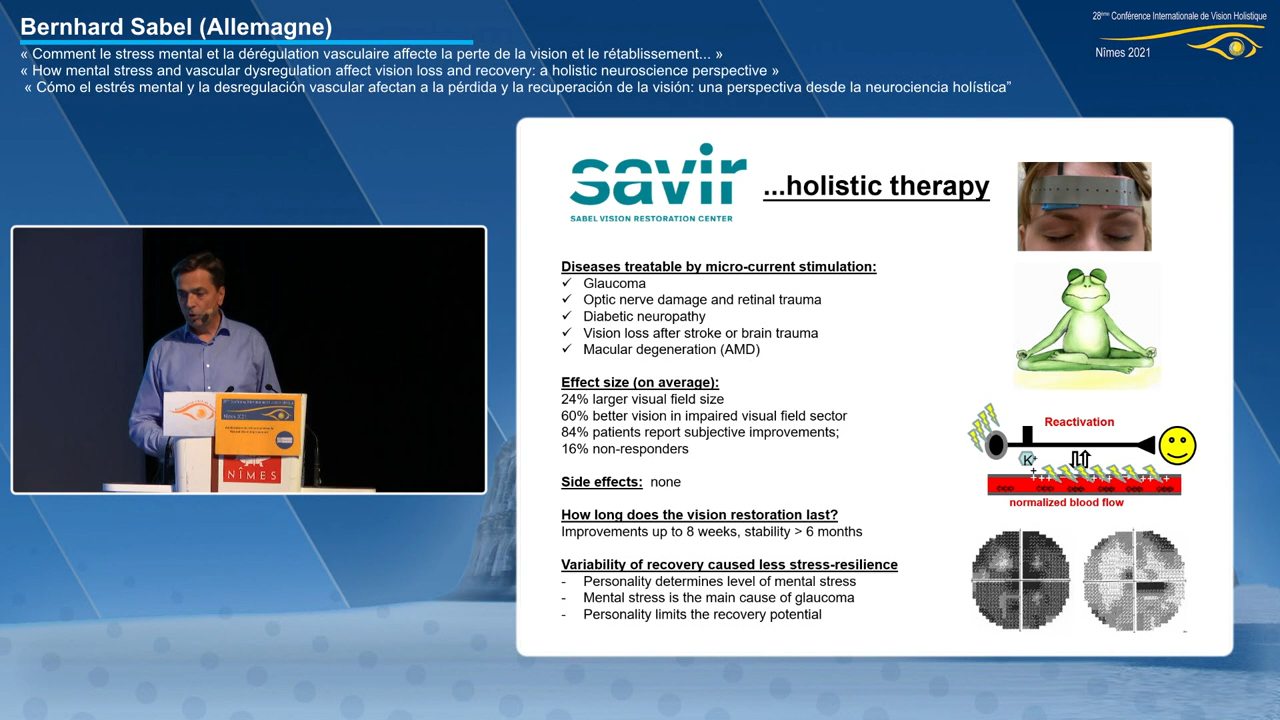 Bernhard Sabel (Allemagne)
« Comment le stress mental et la dérégulation vasculaire affecte la perte de la vision et le rétablissement... »
« How mental stress and vascular dysregulation affect vision loss and recovery: a holistic neuroscience perspective »
« Cómo el estrés mental y la desregulación vascular afectan a la pérdida y la recuperación de la visión: una perspectiva desde la neurociencia holística”
28ème Conférence Internationale de Vision Holistique
Nîmes 2021
savir
SABEL VISION RESTORATION CENTER
...holistic therapy
Diseases treatable by micro-current stimulation:
✓ Glaucoma
✓ Optic nerve damage and retinal trauma
✓ Diabetic neuropathy
✓ Vision loss after stroke or brain trauma
✓ Macular degeneration (AMD)
Effect size (on average):
24% larger visual field size
60% better vision in impaired visual field sector
84% patients report subjective improvements;
16% non-responders
Side effects: none
How long does the vision restoration last?
Improvements up to 8 weeks, stability > 6 months
Variability of recovery caused less stress-resilience
- Personality determines level of mental stress
- Mental stress is the main cause of glaucoma
- Personality limits the recovery potential
Reactivation
K+
normalized blood flow
NÎMES